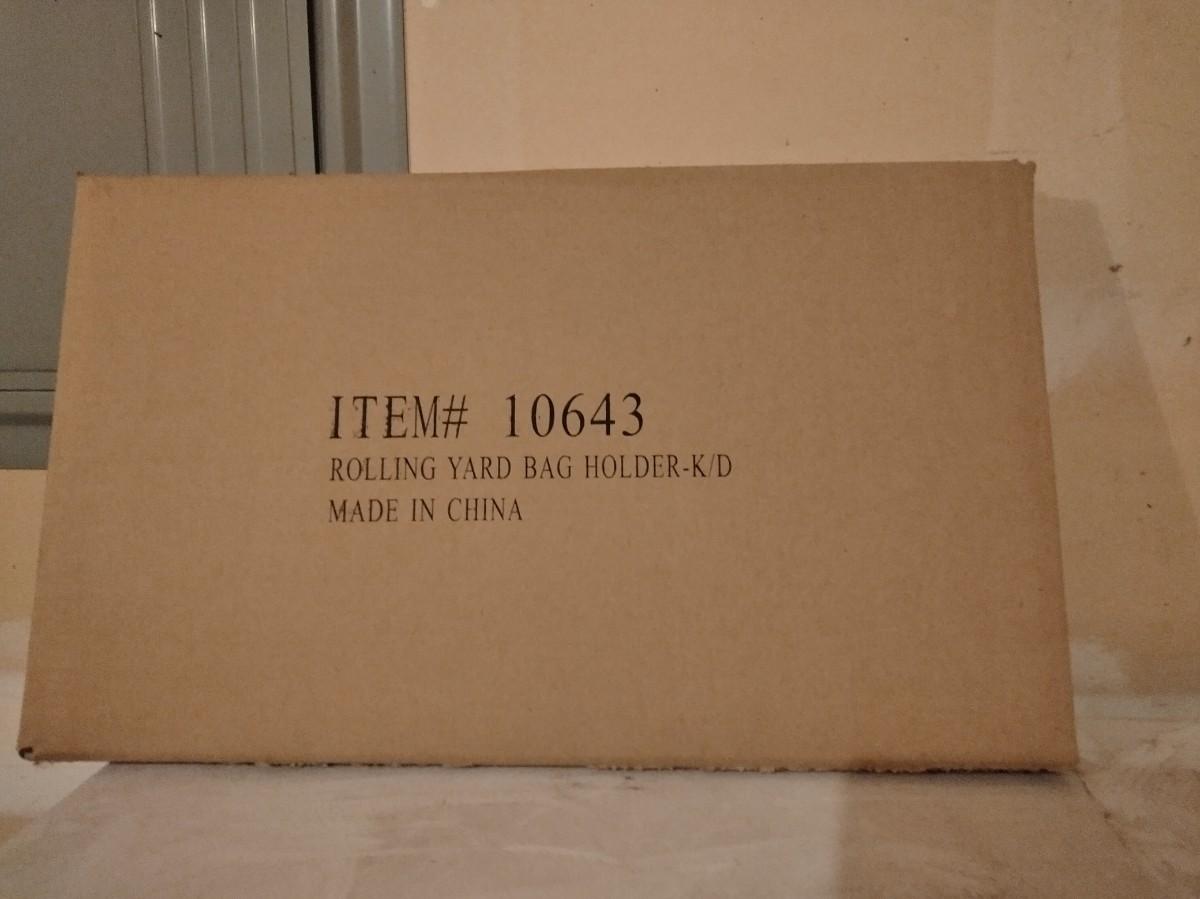 ITEM# 10643
ROLLING YARD BAG HOLDER-K/D
MADE IN CHINA